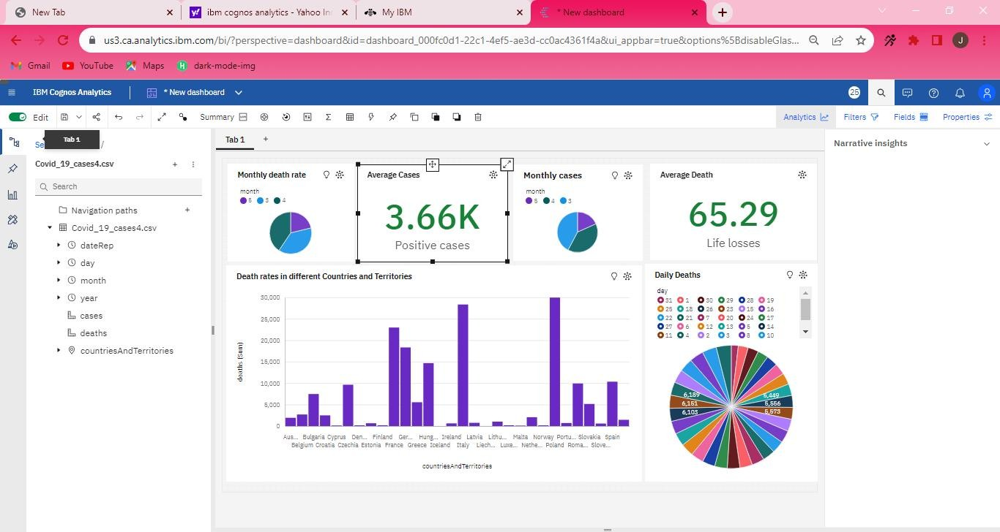 New Tab
ibm cognos analytics - Yahoo In
My IBM
* New dashboard
us3.ca.analytics.ibm.com/bi/?perspective=dashboard&id=dashboard_000fc0d1-22c1-4ef5-ae3d-cc0ac4361f4a&ui_appbar=true&options%5BdisableGlas...
J
Gmail
YouTube
Maps
dark-mode-img
IBM Cognos Analytics
* New dashboard
25
Edit
Summary
Analytics
Filters
Fields
Properties
Se
Tab 1
/
Covid_19_cases4.csv
Search
Navigation paths
Covid_19_cases4.csv
dateRep
day
month
year
cases
deaths
countriesAndTerritories
Tab 1
Monthly death rate
month
5 3 4
Average Cases
3.66K
Positive cases
Monthly cases
month
5 4 3
Average Death
65.29
Life losses
Narrative insights
Death rates in different Countries and Territories
30,000
25,000
20,000
15,000
10,000
5,000
0
deaths (Sum)
Aus... Bulgaria Cyprus Den... Finland Ger... Hung... Ireland Latvia Lithu... Malta Norway Portu... Slovakia Spain
Belgium Croatia Czechia Estonia France Greece Iceland Italy Liech... Luxe... Nethe... Poland Roma... Slove...
countriesAndTerritories
Daily Deaths
day
31 1 30 29 28 19
25 18 26 23 15 16
22 21 7 20 24 17
27 6 12 13 5 14
11 4 2 3 8 10
6,189
6,151
6,103
6,449
5,556
5,573